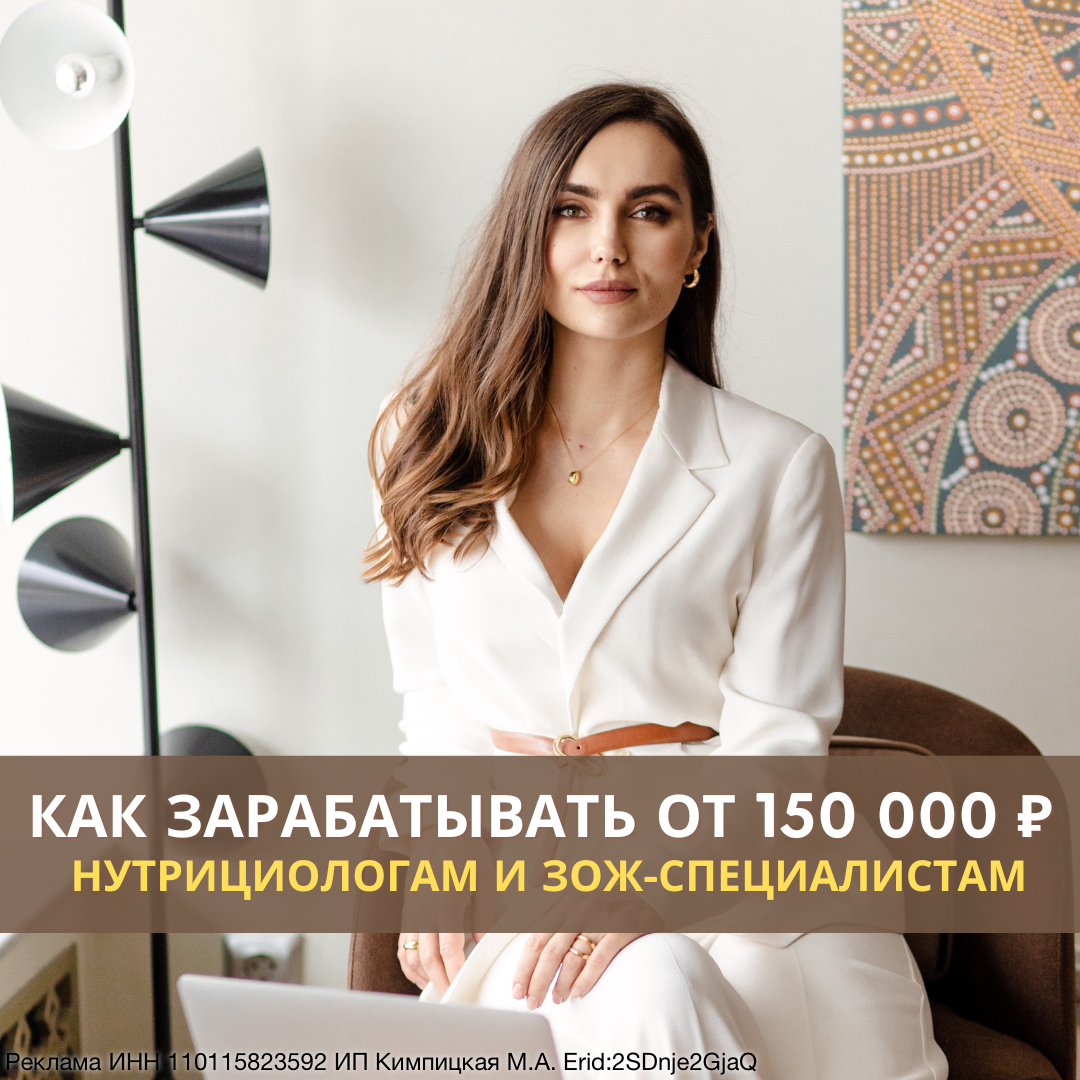 КАК ЗАРАБАТЫВАТЬ ОТ 150 000 ₽
НУТРИЦИОЛОГАМ И ЗОЖ-СПЕЦИАЛИСТАМ
Реклама ИНН 110115823592 ИП Кимпицкая М.А. Erid:2SDnje2GjaQ